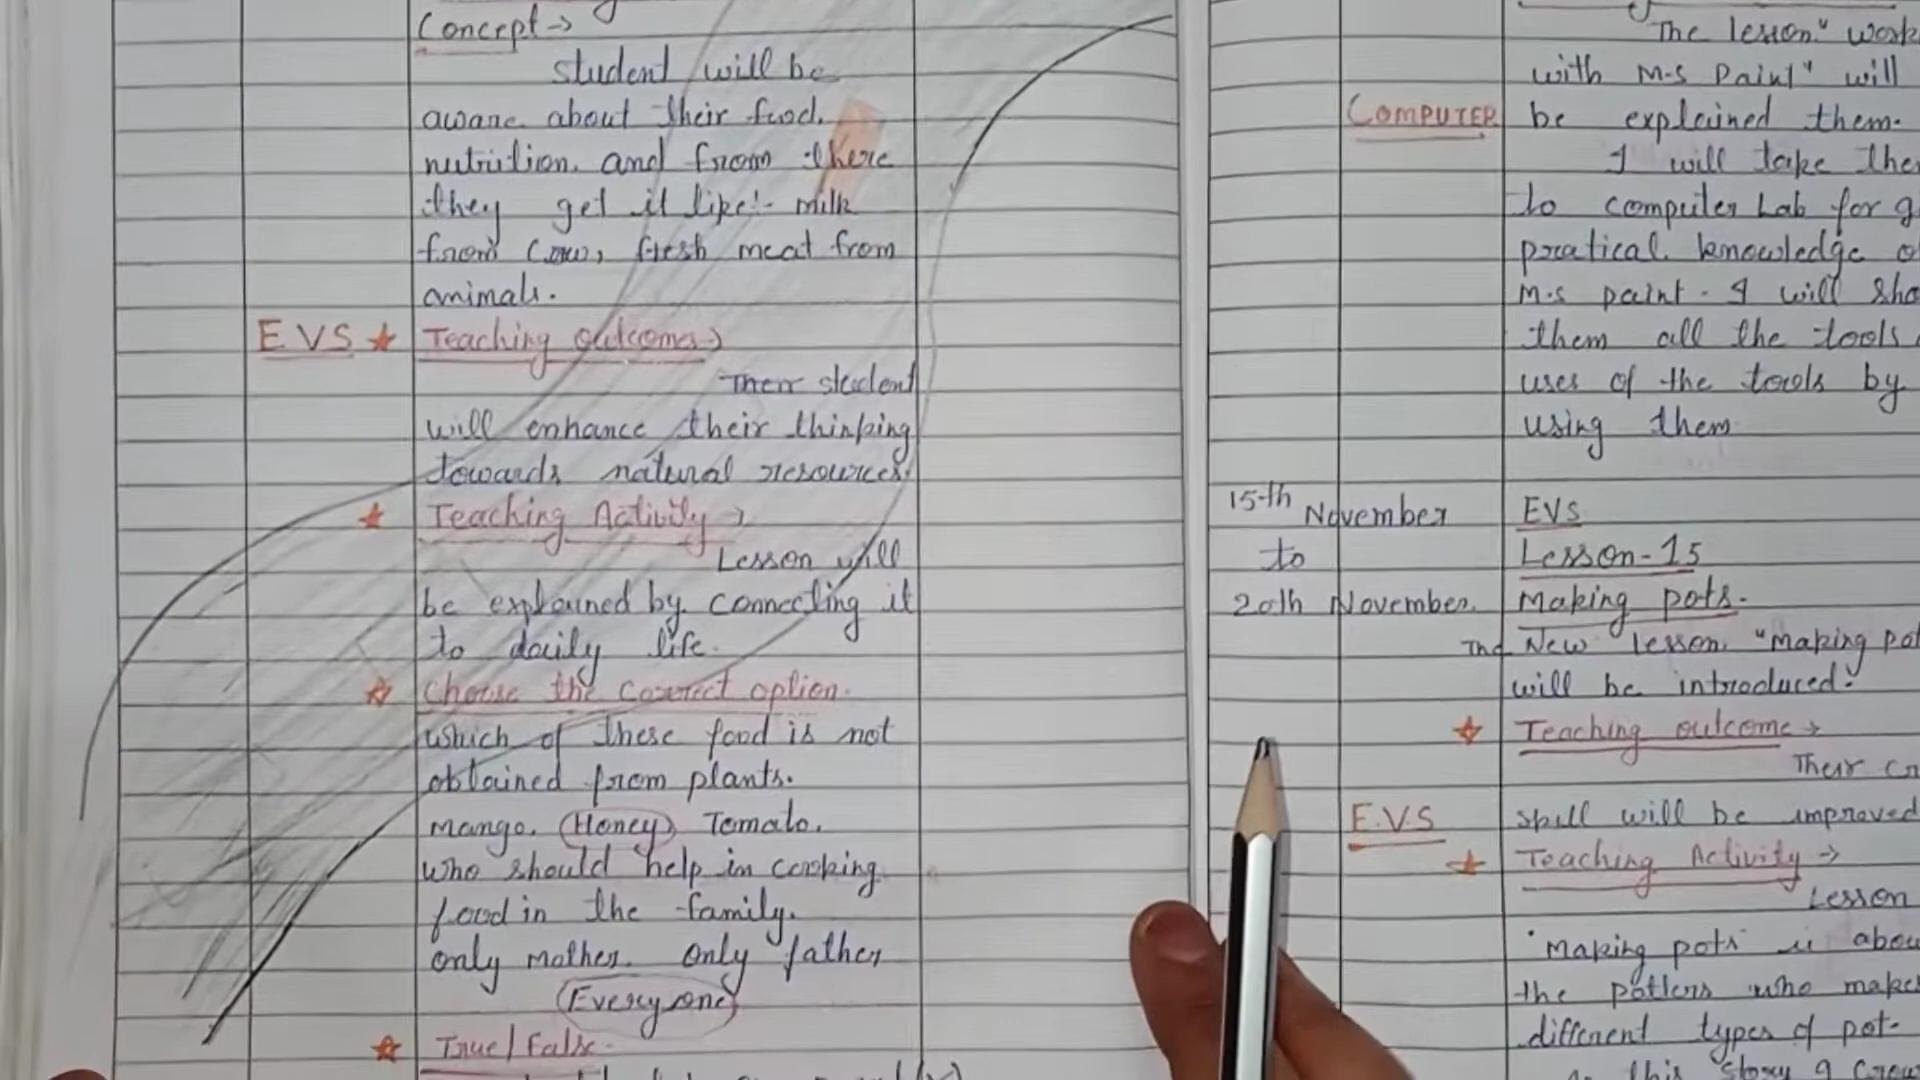 Concept →
student will be
aware about their food,
nutrition. and from there
they get it like:- milk
from Cow, fresh meat from
animals.
EVS ★ Teaching outcomes →
Their student
will enhance their thinking
towards natural resources.
★ Teaching Activity →
Lesson will
be explained by connecting it
to daily life.
★ Choose the correct option.
which of these food is not
obtained from plants.
mango. Honey, Tomato.
who should help in cooking
food in the family.
only mother. only father
Everyone
★ True/False-
The lesson "work
with M.S Paint" will
COMPUTER be explained them.
I will take
to computer Lab for
pratical knowledge
M.s paint. I will
them all the tools
uses of the tools by
using them
15th November EVS
to Lesson-15
20th November. Making pots.
The New lesson. "Making
will be introduced.
★ Teaching outcome →
Their
E.V.S skill will be improved
★ Teaching Activity →
Lesson
"Making pots" is
the potters who
different types of pot.
this story